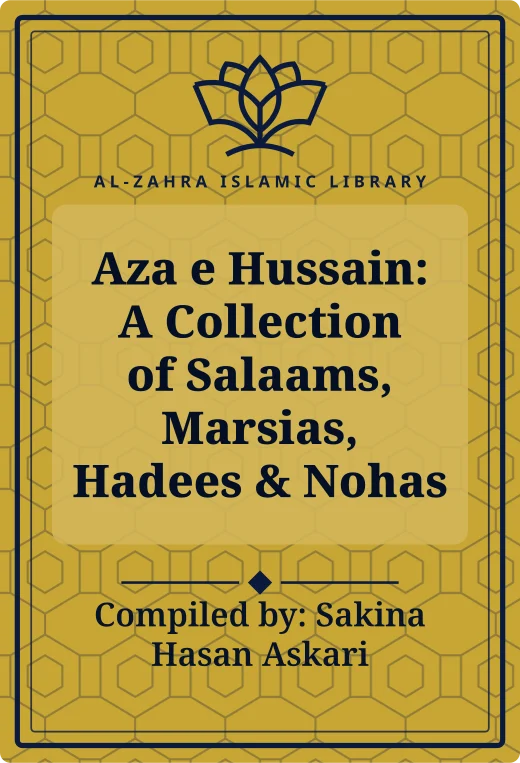 AL-ZAHRA ISLAMIC LIBRARY
Aza e Hussain:
A Collection
of Salaams,
Marsias,
Hadees & Nohas
Compiled by: Sakina
Hasan Askari